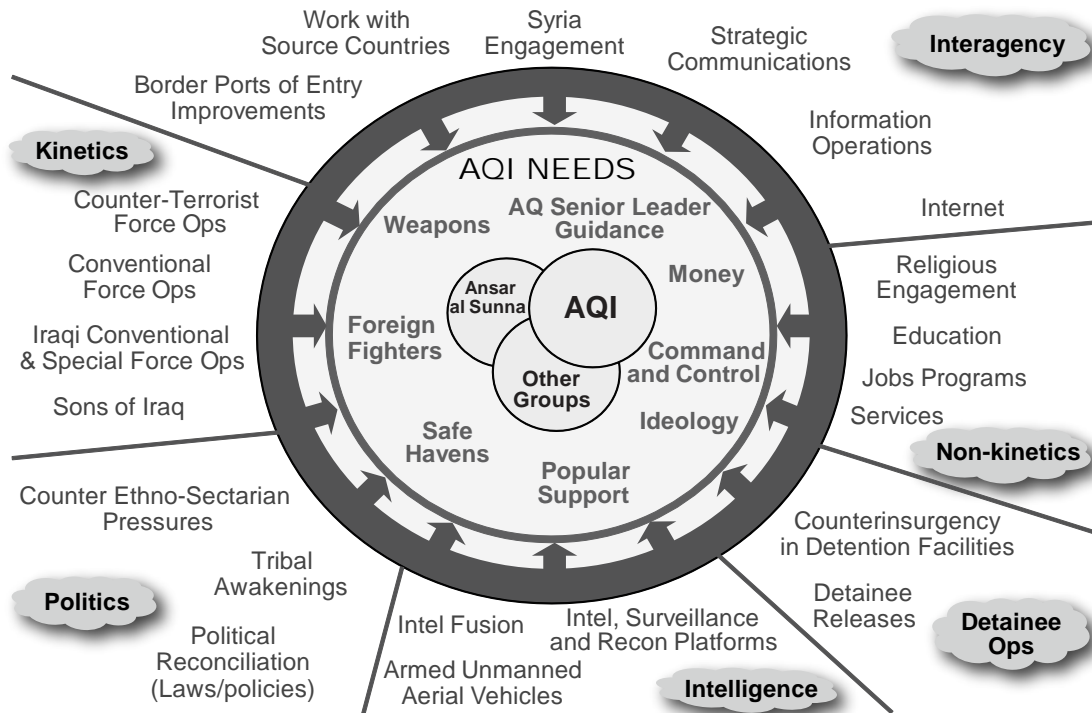 Work with
Source Countries
Syria
Engagement
Strategic
Communications
Interagency
Border Ports of Entry
Improvements
Information
Operations
Internet
Kinetics
Counter-Terrorist
Force Ops
Conventional
Force Ops
Iraqi Conventional
& Special Force Ops
Sons of Iraq
AQI NEEDS
Weapons
AQ Senior Leader
Guidance
Money
Ansar
al Sunna
AQI
Foreign
Fighters
Command
and Control
Other
Groups
Ideology
Safe
Havens
Popular
Support
Religious
Engagement
Education
Jobs Programs
Services
Non-kinetics
Counter Ethno-Sectarian
Pressures
Tribal
Awakenings
Politics
Political
Reconciliation
(Laws/policies)
Intel Fusion
Armed Unmanned
Aerial Vehicles
Intel, Surveillance
and Recon Platforms
Intelligence
Counterinsurgency
in Detention Facilities
Detainee
Releases
Detainee
Ops